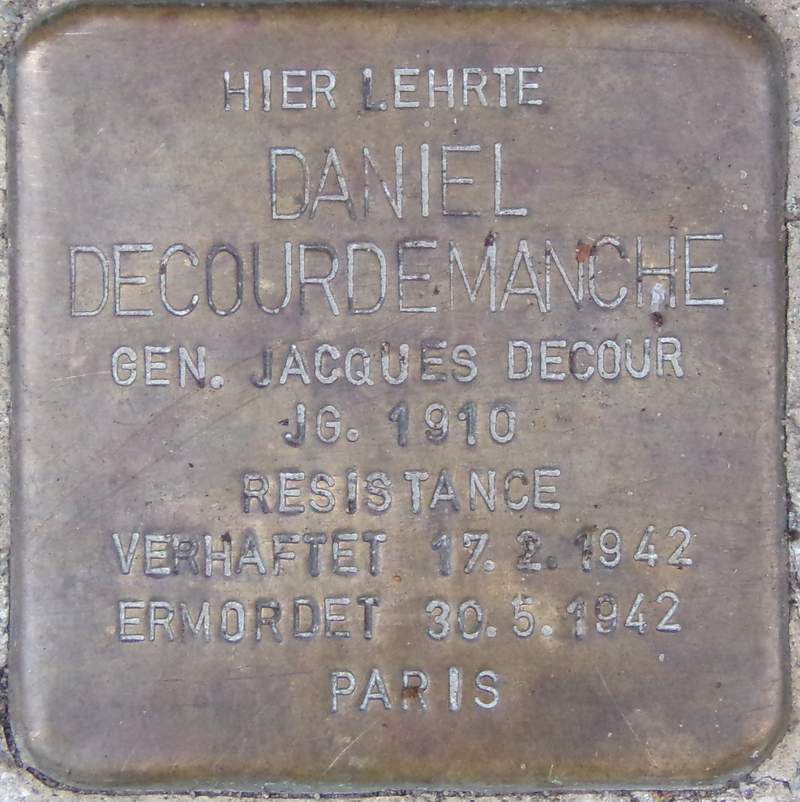 HIER LEHRTE
DANIEL
DECOURDEMANCHE
GEN. JACQUES DECOUR
JG. 1910
RESISTANCE
VERHAFTET 17.2.1942
ERMORDET 30.5.1942
PARIS